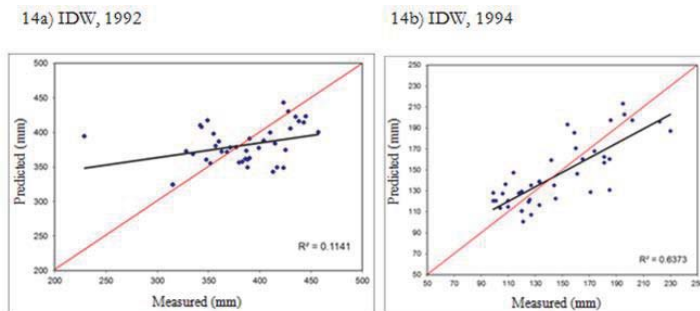 14a) IDW, 1992
14b) IDW, 1994
Predicted (mm)
500
450
400
350
300
250
200
R² = 0.1141
200 250 300 350 400 450 500
Measured (mm)
Predicted (mm)
250
230
210
190
170
150
130
110
90
70
50
R² = 0.6373
50 70 90 110 130 150 170 190 210 230
Measured (mm)